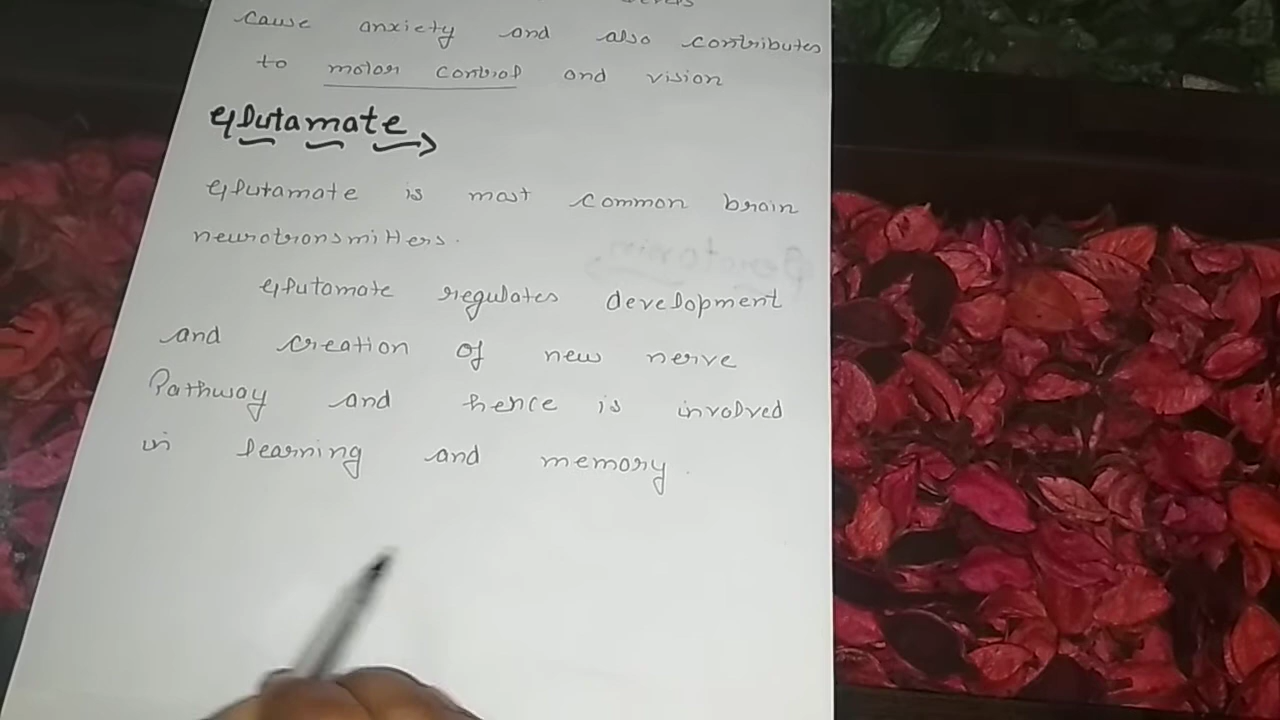 cause anxiety and also contributes
to motor control and vision
Glutamate
Glutamate is most common brain
neurotransmitters.
Glutamate regulates development
and creation of new nerve
Pathway and hence is involved
in learning and memory.